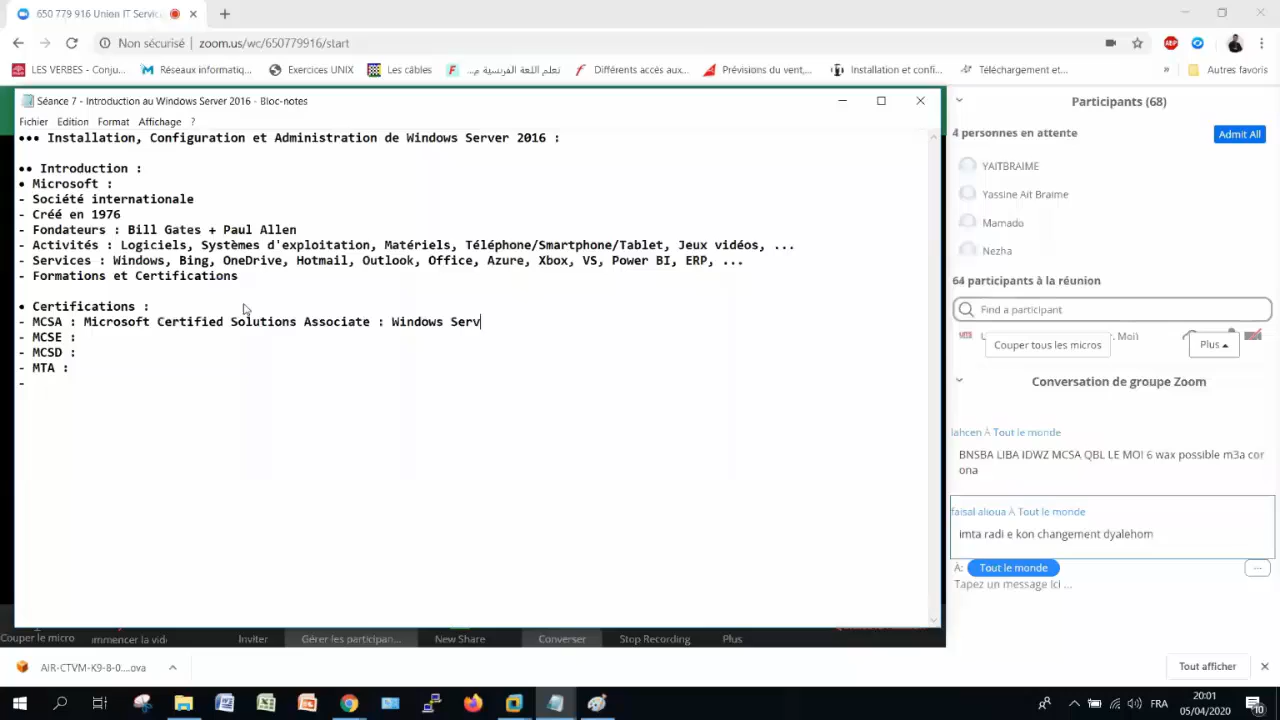 650 779 916 Union IT Servic
Non sécurisé zoom.us/wc/650779916/start
LES VERBES - Conju... Réseaux informatiq... Exercices UNIX Les câbles تعلم اللغة الفرنسية م... Différents accès aux... Prévisions du vent,... Installation et confi... Téléchargement et... » Autres favoris
Séance 7 - Introduction au Windows Server 2016 - Bloc-notes
Fichier Edition Format Affichage ?
••• Installation, Configuration et Administration de Windows Server 2016 :
•• Introduction :
• Microsoft :
- Société internationale
- Créé en 1976
- Fondateurs : Bill Gates + Paul Allen
- Activités : Logiciels, Systèmes d'exploitation, Matériels, Téléphone/Smartphone/Tablet, Jeux vidéos, ...
- Services : Windows, Bing, OneDrive, Hotmail, Outlook, Office, Azure, Xbox, VS, Power BI, ERP, ...
- Formations et Certifications
• Certifications :
- MCSA : Microsoft Certified Solutions Associate : Windows Serv
- MCSE :
- MCSD :
- MTA :
-
Participants (68)
4 personnes en attente Admit All
YAITBRAIME
Yassine Ait Braime
Mamado
Nezha
64 participants à la réunion
Find a participant
Moi)
Couper tous les micros Plus
Conversation de groupe Zoom
lahcen À Tout le monde
BNSBA LIBA IDWZ MCSA QBL LE MOI 6 wax possible m3a cor
ona
faisal alioua À Tout le monde
imta radi e kon changement dyalehom
À: Tout le monde ...
Tapez un message ici ...
Couper le micro ommencer la vidé Inviter Gérer les participan... New Share Converser Stop Recording Plus
AIR-CTVM-K9-8-0....ova Tout afficher
FRA
20:01
05/04/2020
10